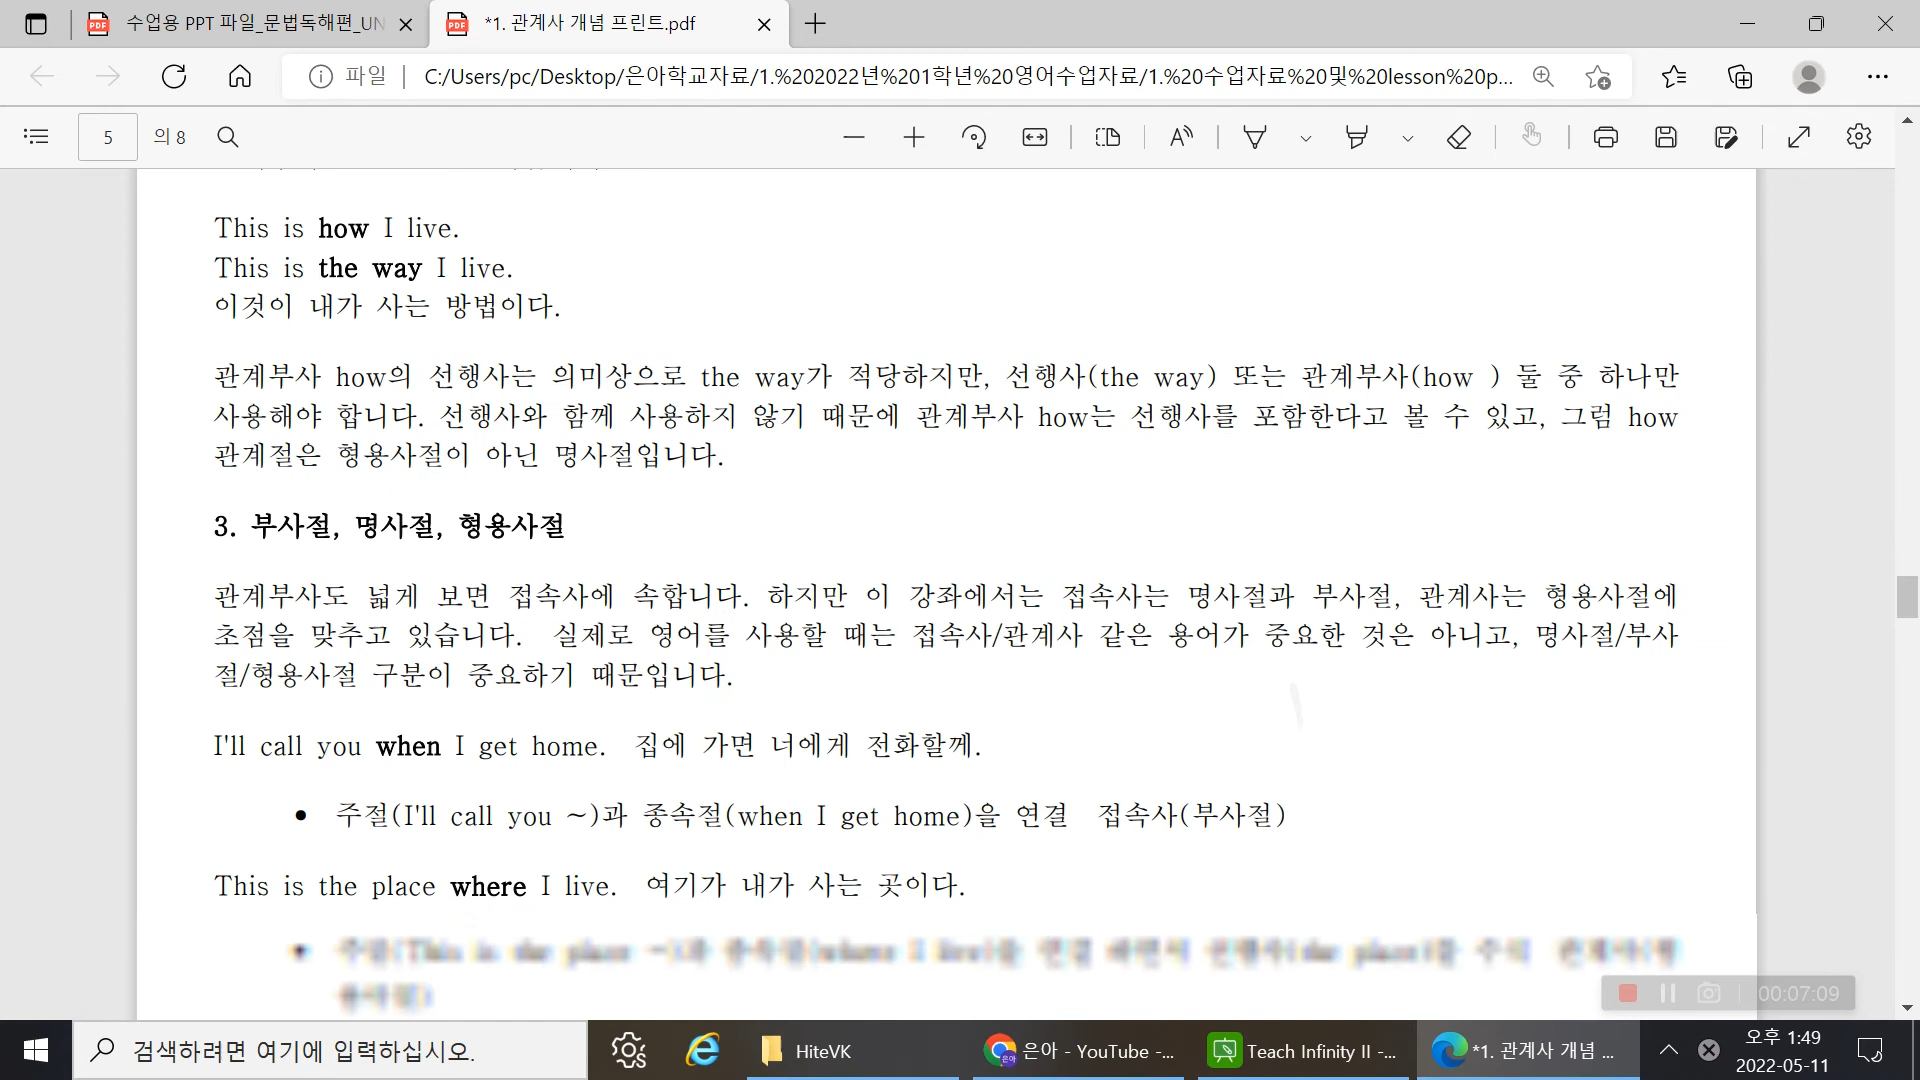 수업용 PPT 파일_문법독해편_UN
*1. 관계사 개념 프린트.pdf
파일
C:/Users/pc/Desktop/은아학교자료/1.%202022년%201학년%20영어수업자료/1.%20수업자료%20및%20lesson%20p...
5 의 8
This is how I live.
This is the way I live.
이것이 내가 사는 방법이다.
관계부사 how의 선행사는 의미상으로 the way가 적당하지만, 선행사(the way) 또는 관계부사(how ) 둘 중 하나만
사용해야 합니다. 선행사와 함께 사용하지 않기 때문에 관계부사 how는 선행사를 포함한다고 볼 수 있고, 그럼 how
관계절은 형용사절이 아닌 명사절입니다.
3. 부사절, 명사절, 형용사절
관계부사도 넓게 보면 접속사에 속합니다. 하지만 이 강좌에서는 접속사는 명사절과 부사절, 관계사는 형용사절에
초점을 맞추고 있습니다. 실제로 영어를 사용할 때는 접속사/관계사 같은 용어가 중요한 것은 아니고, 명사절/부사
절/형용사절 구분이 중요하기 때문입니다.
I'll call you when I get home. 집에 가면 너에게 전화할께.
• 주절(I'll call you ~)과 종속절(when I get home)을 연결 접속사(부사절)
This is the place where I live. 여기가 내가 사는 곳이다.
00:07:09
검색하려면 여기에 입력하십시오.
HiteVK
은아 - YouTube -...
Teach Infinity II -...
*1. 관계사 개념 ...
오후 1:49
2022-05-11